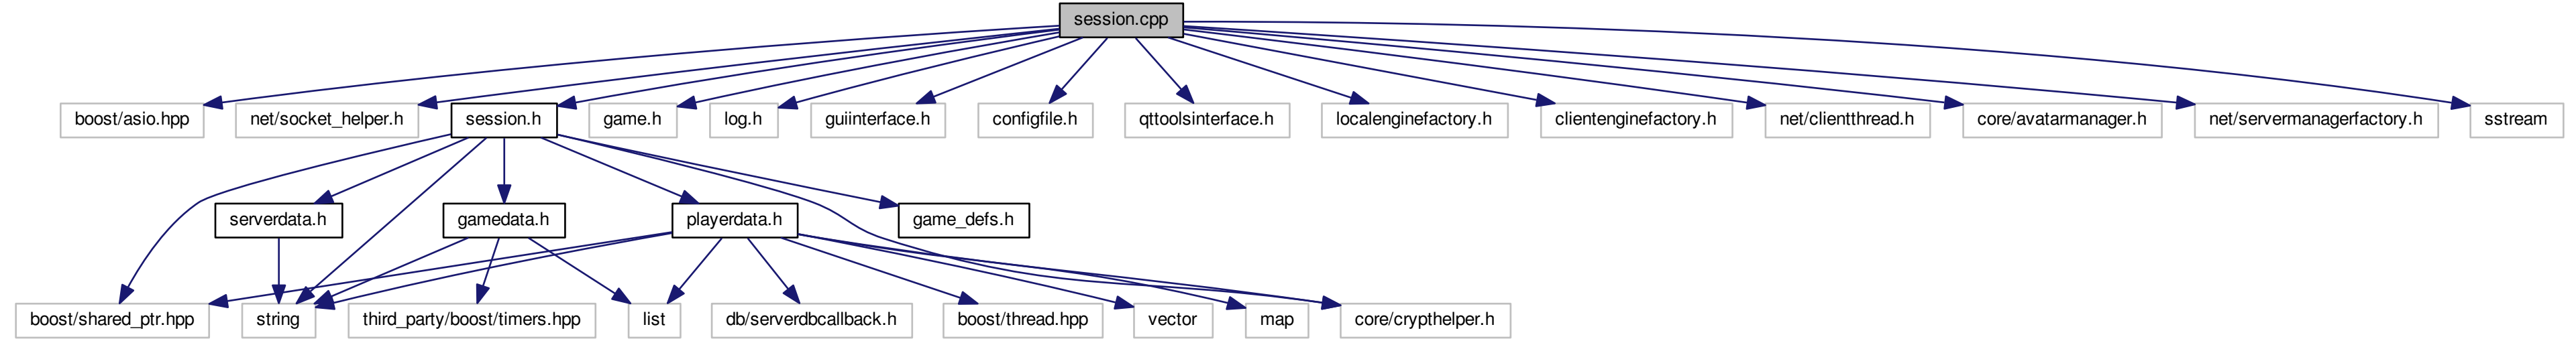 session.cpp
boost/asio.hpp
net/socket_helper.h
session.h
game.h
log.h
guiinterface.h
configfile.h
qttoolsinterface.h
localenginefactory.h
clientenginefactory.h
net/clientthread.h
core/avatarmanager.h
net/servermanagerfactory.h
sstream
serverdata.h
gamedata.h
playerdata.h
game_defs.h
boost/shared_ptr.hpp
string
third_party/boost/timers.hpp
list
db/serverdbcallback.h
boost/thread.hpp
vector
map
core/crypthelper.h